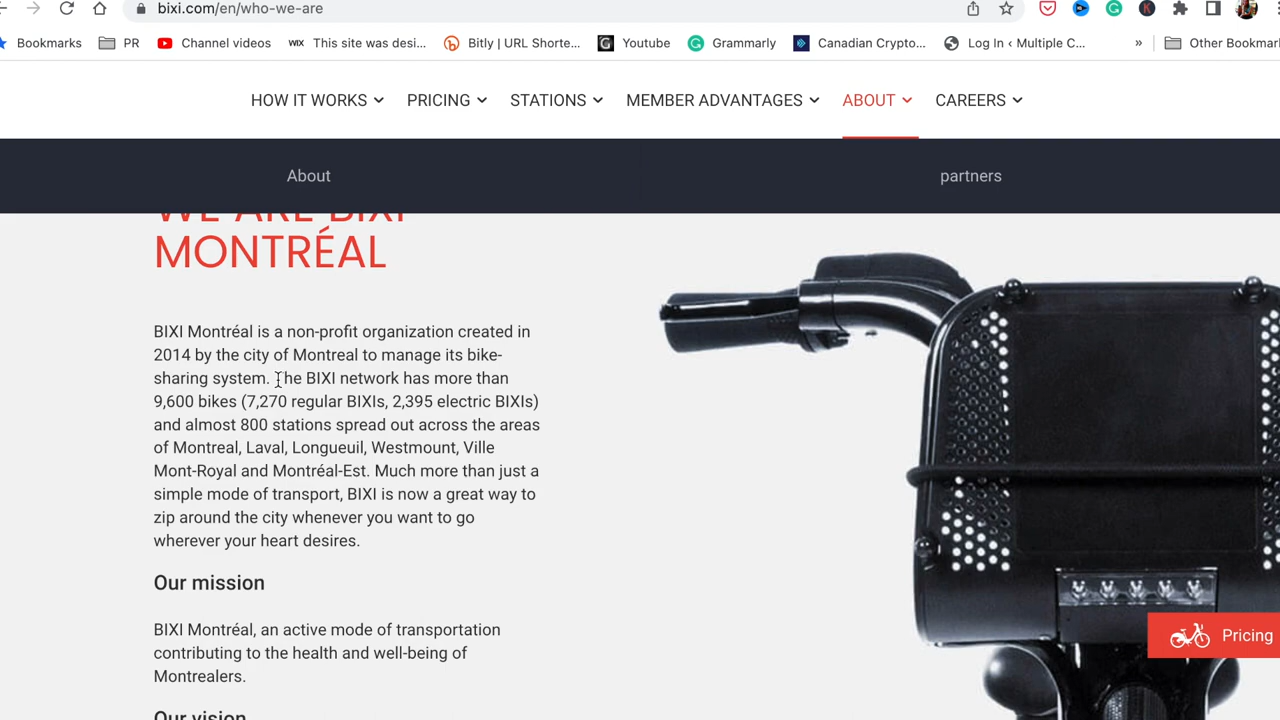 bixi.com/en/who-we-are
Bookmarks PR Channel videos This site was desi... Bitly | URL Shorte... Youtube Grammarly Canadian Crypto... Log In ‹ Multiple C... » Other Bookmar
HOW IT WORKS PRICING STATIONS MEMBER ADVANTAGES ABOUT CAREERS
About partners
WE ARE BIXI
MONTRÉAL
BIXI Montréal is a non-profit organization created in
2014 by the city of Montreal to manage its bike-
sharing system. The BIXI network has more than
9,600 bikes (7,270 regular BIXIs, 2,395 electric BIXIs)
and almost 800 stations spread out across the areas
of Montreal, Laval, Longueuil, Westmount, Ville
Mont-Royal and Montréal-Est. Much more than just a
simple mode of transport, BIXI is now a great way to
zip around the city whenever you want to go
wherever your heart desires.
Our mission
BIXI Montréal, an active mode of transportation
contributing to the health and well-being of
Montrealers.
Pricing
Our vision